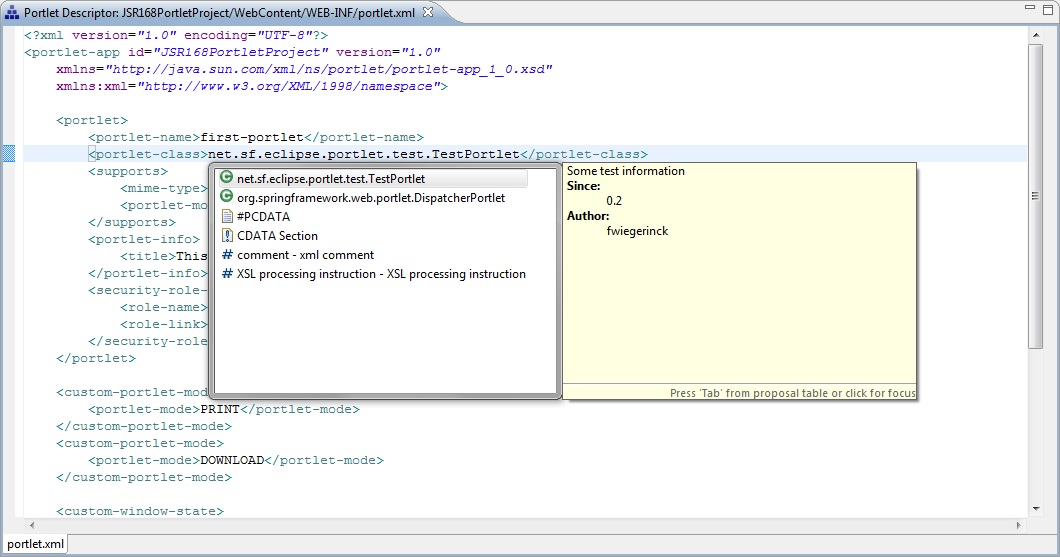 Portlet Descriptor: JSR168PortletProject/WebContent/WEB-INF/portlet.xml
<?xml version="1.0" encoding="UTF-8"?>
<portlet-app id="JSR168PortletProject" version="1.0"
xmlns="http://java.sun.com/xml/ns/portlet/portlet-app_1_0.xsd"
xmlns:xml="http://www.w3.org/XML/1998/namespace">
<portlet>
<portlet-name>first-portlet</portlet-name>
<portlet-class>net.sf.eclipse.portlet.test.TestPortlet</portlet-class>
<supports>
<mime-type>
<portlet-mo
</supports>
<portlet-info>
<title>This
</portlet-info>
<security-role-
<role-name>
<role-link>
</security-role
</portlet>
net.sf.eclipse.portlet.test.TestPortlet
org.springframework.web.portlet.DispatcherPortlet
#PCDATA
CDATA Section
# comment - xml comment
# XSL processing instruction - XSL processing instruction
Some test information
Since:
0.2
Author:
fwiegerinck
Press 'Tab' from proposal table or click for focus
<custom-portlet-mod
<portlet-mode>PRINT</portlet-mode>
</custom-portlet-mode>
<custom-portlet-mode>
<portlet-mode>DOWNLOAD</portlet-mode>
</custom-portlet-mode>
<custom-window-state>
portlet.xml